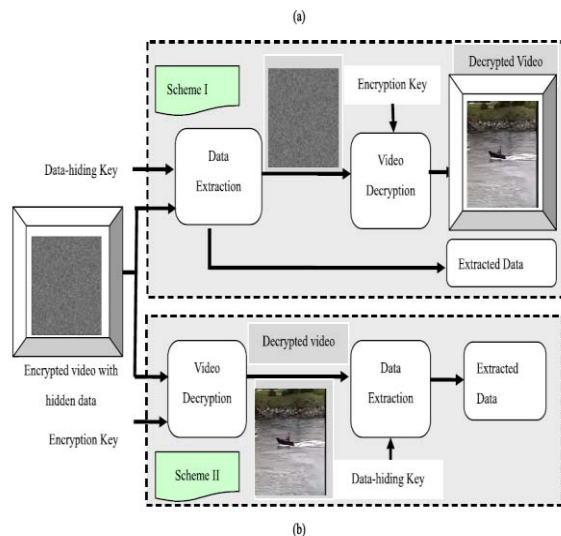 (a)
Decrypted Video
Scheme I
Encryption Key
Data-hiding Key
Data
Extraction
Video
Decryption
Extracted Data
Encrypted video with
hidden data
Encryption Key
Video
Decryption
Decrypted video
Data
Extraction
Extracted
Data
Scheme II
Data-hiding Key
(b)